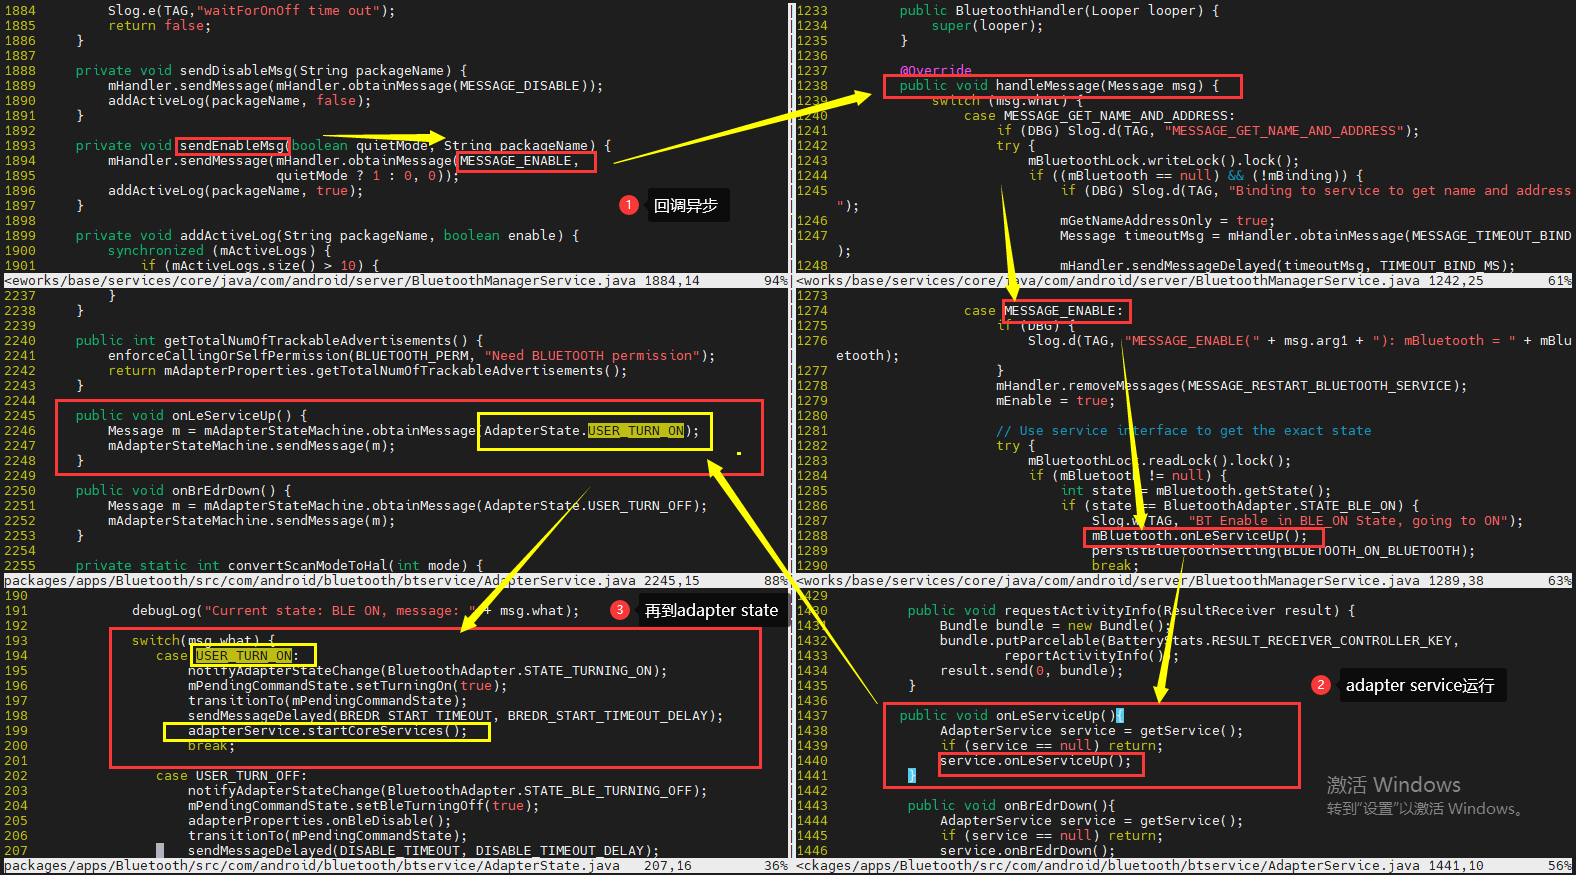 1884         Slog.e(TAG,"waitForOnOff time out");
1885         return false;
1886     }
1887
1888     private void sendDisableMsg(String packageName) {
1889         mHandler.sendMessage(mHandler.obtainMessage(MESSAGE_DISABLE));
1890         addActiveLog(packageName, false);
1891     }
1892
1893     private void sendEnableMsg(boolean quietMode, String packageName) {
1894         mHandler.sendMessage(mHandler.obtainMessage(MESSAGE_ENABLE,
1895                              quietMode ? 1 : 0, 0));
1896         addActiveLog(packageName, true);
1897     }
1898
1899     private void addActiveLog(String packageName, boolean enable) {
1900         synchronized (mActiveLogs) {
1901             if (mActiveLogs.size() > 10) {
<eworks/base/services/core/java/com/android/server/BluetoothManagerService.java 1884,14        94%
1 回调异步
1233             public BluetoothHandler(Looper looper) {
1234                 super(looper);
1235             }
1236
1237             @Override
1238             public void handleMessage(Message msg) {
1239                 switch (msg.what) {
1240                     case MESSAGE_GET_NAME_AND_ADDRESS:
1241                         if (DBG) Slog.d(TAG, "MESSAGE_GET_NAME_AND_ADDRESS");
1242                         try {
1243                             mBluetoothLock.writeLock().lock();
1244                             if ((mBluetooth == null) && (!mBinding)) {
1245                                 if (DBG) Slog.d(TAG, "Binding to service to get name and address
");
1246                                 mGetNameAddressOnly = true;
1247                                 Message timeoutMsg = mHandler.obtainMessage(MESSAGE_TIMEOUT_BIND
);
1248                                 mHandler.sendMessageDelayed(timeoutMsg, TIMEOUT_BIND_MS);
<works/base/services/core/java/com/android/server/BluetoothManagerService.java 1242,25        61%
2237         }
2238     }
2239
2240     public int getTotalNumOfTrackableAdvertisements() {
2241         enforceCallingOrSelfPermission(BLUETOOTH_PERM, "Need BLUETOOTH permission");
2242         return mAdapterProperties.getTotalNumOfTrackableAdvertisements();
2243     }
2244
2245     public void onLeServiceUp() {
2246         Message m = mAdapterStateMachine.obtainMessage(AdapterState.USER_TURN_ON);
2247         mAdapterStateMachine.sendMessage(m);
2248     }
2249
2250     public void onBrEdrDown() {
2251         Message m = mAdapterStateMachine.obtainMessage(AdapterState.USER_TURN_OFF);
2252         mAdapterStateMachine.sendMessage(m);
2253     }
2254
2255     private static int convertScanModeToHal(int mode) {
packages/apps/Bluetooth/src/com/android/bluetooth/btservice/AdapterService.java 2245,15        88%
1273
1274                     case MESSAGE_ENABLE:
1275                         if (DBG) {
1276                             Slog.d(TAG, "MESSAGE_ENABLE(" + msg.arg1 + "): mBluetooth = " + mBlu
etooth);
1277                         }
1278                         mHandler.removeMessages(MESSAGE_RESTART_BLUETOOTH_SERVICE);
1279                         mEnable = true;
1280
1281                         // Use service interface to get the exact state
1282                         try {
1283                             mBluetoothLock.readLock().lock();
1284                             if (mBluetooth != null) {
1285                                 int state = mBluetooth.getState();
1286                                 if (state == BluetoothAdapter.STATE_BLE_ON) {
1287                                     Slog.w(TAG, "BT Enable in BLE_ON State, going to ON");
1288                                     mBluetooth.onLeServiceUp();
1289                                     persistBluetoothSetting(BLUETOOTH_ON_BLUETOOTH);
1290                                     break;
<works/base/services/core/java/com/android/server/BluetoothManagerService.java 1289,38        63%
190
191             debugLog("Current state: BLE ON, message: " + msg.what);
192
193             switch(msg.what) {
194                case USER_TURN_ON:
195                    notifyAdapterStateChange(BluetoothAdapter.STATE_TURNING_ON);
196                    mPendingCommandState.setTurningOn(true);
197                    transitionTo(mPendingCommandState);
198                    sendMessageDelayed(BREDR_START_TIMEOUT, BREDR_START_TIMEOUT_DELAY);
199                    adapterService.startCoreServices();
200                    break;
201
202                case USER_TURN_OFF:
203                    notifyAdapterStateChange(BluetoothAdapter.STATE_BLE_TURNING_OFF);
204                    mPendingCommandState.setBleTurningOff(true);
205                    adapterProperties.onBleDisable();
206                    transitionTo(mPendingCommandState);
207                    sendMessageDelayed(DISABLE_TIMEOUT, DISABLE_TIMEOUT_DELAY);
packages/apps/Bluetooth/src/com/android/bluetooth/btservice/AdapterState.java   207,16         36%
3 再到adapter state
1429
1430         public void requestActivityInfo(ResultReceiver result) {
1431             Bundle bundle = new Bundle();
1432             bundle.putParcelable(BatteryStats.RESULT_RECEIVER_CONTROLLER_KEY,
1433                     reportActivityInfo());
1434             result.send(0, bundle);
1435         }
1436
1437        public void onLeServiceUp(){
1438             AdapterService service = getService();
1439             if (service == null) return;
1440             service.onLeServiceUp();
1441         }
1442
1443         public void onBrEdrDown(){
1444             AdapterService service = getService();
1445             if (service == null) return;
1446             service.onBrEdrDown();
<ckages/apps/Bluetooth/src/com/android/bluetooth/btservice/AdapterService.java 1441,10        56%
2 adapter service运行
激活 Windows
转到"设置"以激活 Windows。